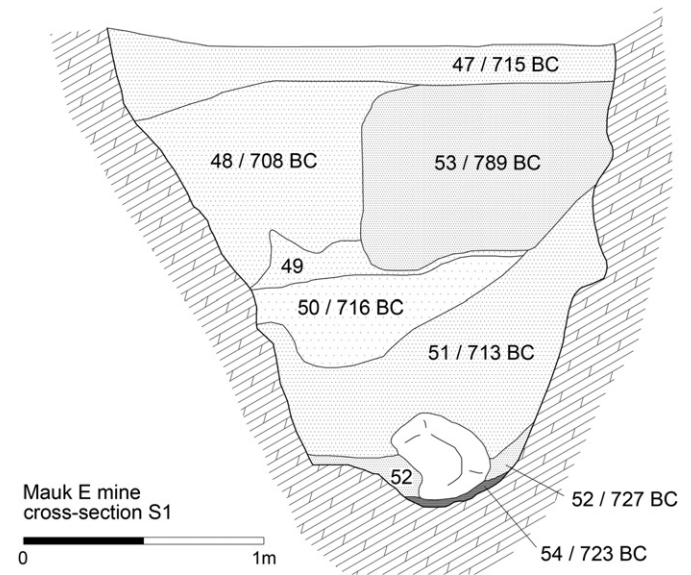 47 / 715 BC
48 / 708 BC
53 / 789 BC
49
50 / 716 BC
51 / 713 BC
52
52 / 727 BC
54 / 723 BC
Mauk E mine
cross-section S1
0
1m